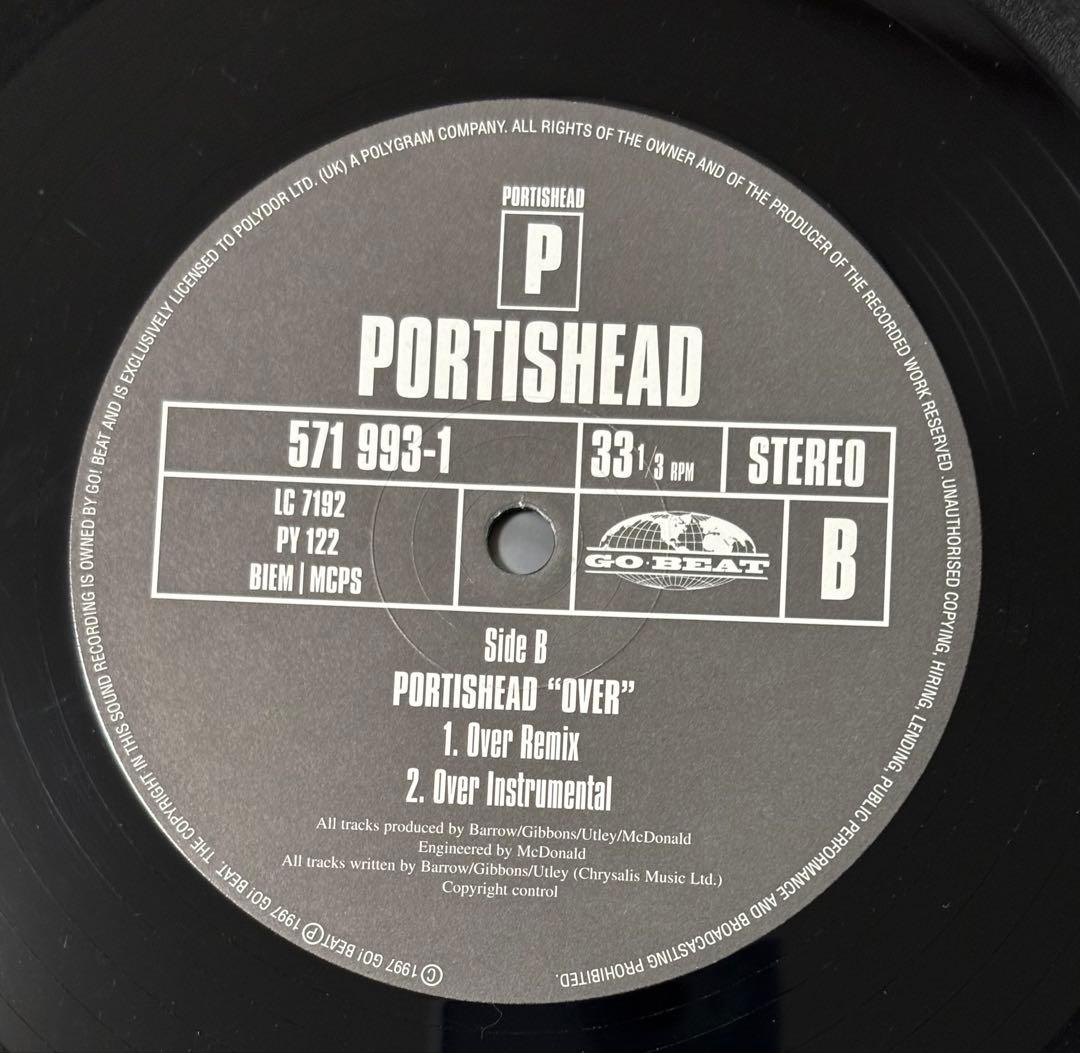 PORTISHEAD
P
PORTISHEAD
571 993-1
33 1/3 RPM
STEREO
LC 7192
PY 122
BIEM | MCPS
GO·BEAT
B
Side B
PORTISHEAD “OVER”
1. Over Remix
2. Over Instrumental
All tracks produced by Barrow/Gibbons/Utley/McDonald
Engineered by McDonald
All tracks written by Barrow/Gibbons/Utley (Chrysalis Music Ltd.)
Copyright control
Ⓒ 1997 GO! BEAT Ⓟ 1997 GO! BEAT. THE COPYRIGHT IN THIS SOUND RECORDING IS OWNED BY GO! BEAT AND IS EXCLUSIVELY LICENSED TO POLYDOR LTD. (UK) A POLYGRAM COMPANY. ALL RIGHTS OF THE OWNER AND OF THE PRODUCER OF THE RECORDED WORK RESERVED .UNAUTHORISED COPYING, HIRING, LENDING, PUBLIC PERFORMANCE AND BROADCASTING PROHIBITED.